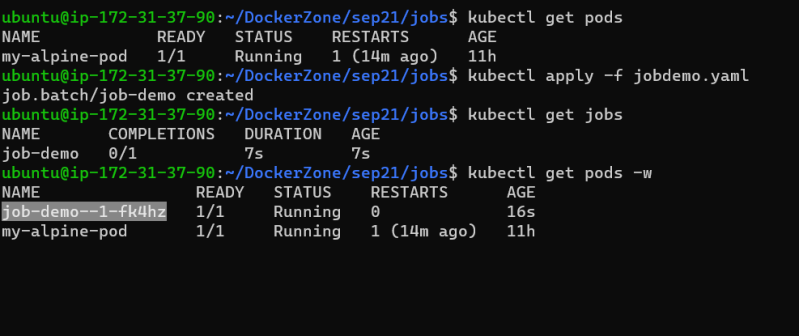 ubuntu@ip-172-31-37-90:~/DockerZone/sep21/jobs$ kubectl get pods
NAME READY STATUS RESTARTS AGE
my-alpine-pod 1/1 Running 1 (14m ago) 11h
ubuntu@ip-172-31-37-90:~/DockerZone/sep21/jobs$ kubectl apply -f jobdemo.yaml
job.batch/job-demo created
ubuntu@ip-172-31-37-90:~/DockerZone/sep21/jobs$ kubectl get jobs
NAME COMPLETIONS DURATION AGE
job-demo 0/1 7s 7s
ubuntu@ip-172-31-37-90:~/DockerZone/sep21/jobs$ kubectl get pods -w
NAME READY STATUS RESTARTS AGE
job-demo--1-fk4hz 1/1 Running 0 16s
my-alpine-pod 1/1 Running 1 (14m ago) 11h